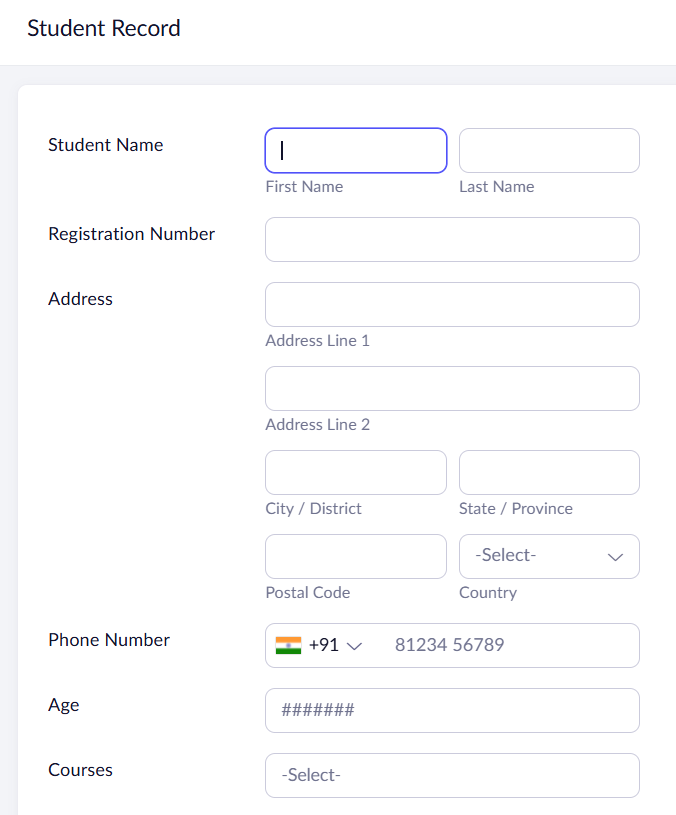 Student Record
Student Name
First Name Last Name
Registration Number
Address
Address Line 1
Address Line 2
City / District State / Province
-Select-
Postal Code Country
Phone Number +91 81234 56789
Age #######
Courses -Select-